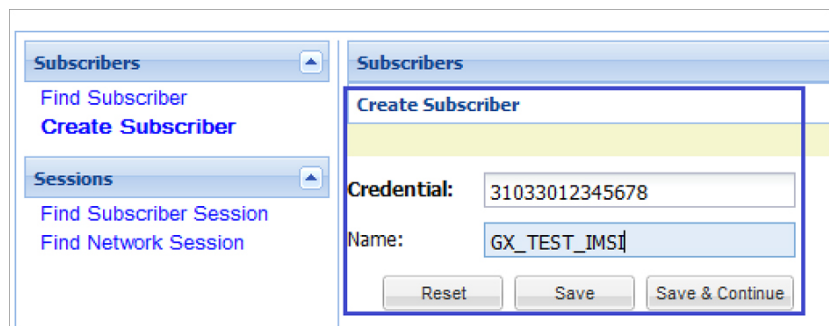 Subscribers
Find Subscriber
Create Subscriber
Sessions
Find Subscriber Session
Find Network Session
Subscribers
Create Subscriber
Credential: 31033012345678
Name: GX_TEST_IMSI
Reset Save Save & Continue